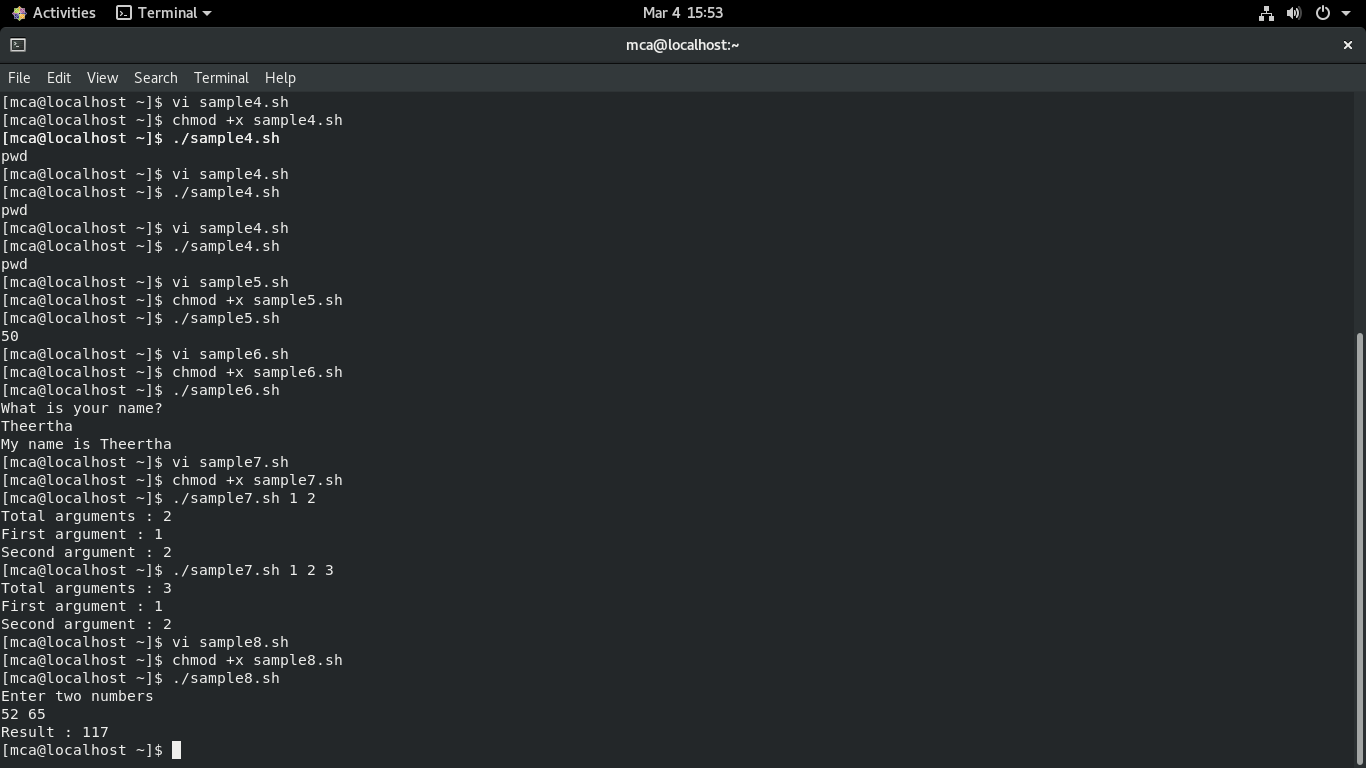 Activities Terminal Mar 4 15:53
mca@localhost:~
File Edit View Search Terminal Help
[mca@localhost ~]$ vi sample4.sh
[mca@localhost ~]$ chmod +x sample4.sh
[mca@localhost ~]$ ./sample4.sh
pwd
[mca@localhost ~]$ vi sample4.sh
[mca@localhost ~]$ ./sample4.sh
pwd
[mca@localhost ~]$ vi sample4.sh
[mca@localhost ~]$ ./sample4.sh
pwd
[mca@localhost ~]$ vi sample5.sh
[mca@localhost ~]$ chmod +x sample5.sh
[mca@localhost ~]$ ./sample5.sh
50
[mca@localhost ~]$ vi sample6.sh
[mca@localhost ~]$ chmod +x sample6.sh
[mca@localhost ~]$ ./sample6.sh
What is your name?
Theertha
My name is Theertha
[mca@localhost ~]$ vi sample7.sh
[mca@localhost ~]$ chmod +x sample7.sh
[mca@localhost ~]$ ./sample7.sh 1 2
Total arguments : 2
First argument : 1
Second argument : 2
[mca@localhost ~]$ ./sample7.sh 1 2 3
Total arguments : 3
First argument : 1
Second argument : 2
[mca@localhost ~]$ vi sample8.sh
[mca@localhost ~]$ chmod +x sample8.sh
[mca@localhost ~]$ ./sample8.sh
Enter two numbers
52 65
Result : 117
[mca@localhost ~]$